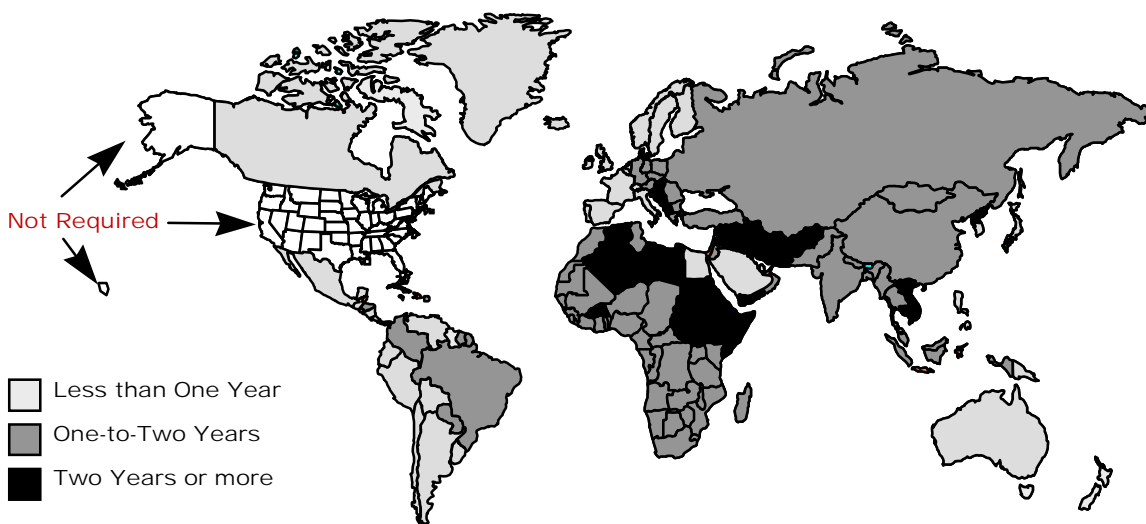 Not Required
Less than One Year
One-to-Two Years
Two Years or more